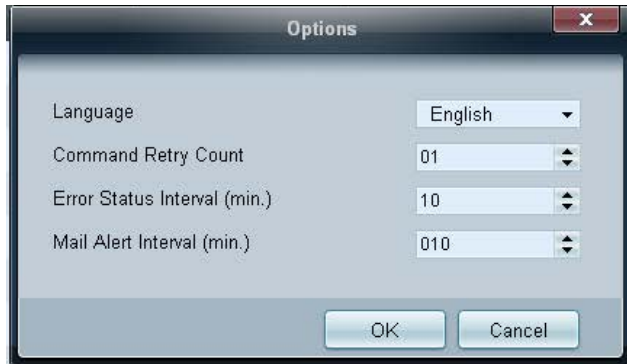 Options
x
Language English
Command Retry Count 01
Error Status Interval (min.) 10
Mail Alert Interval (min.) 010
OK Cancel